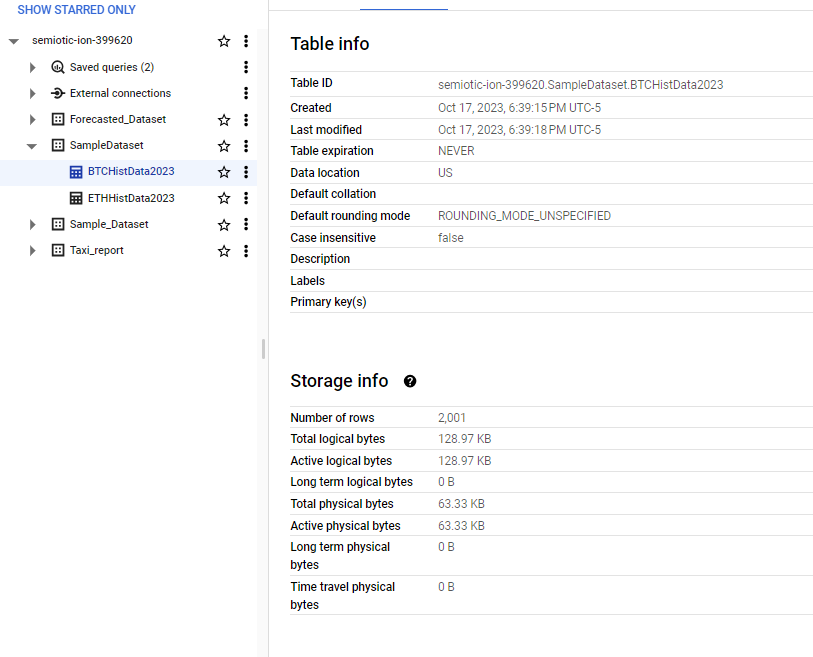 SHOW STARRED ONLY
semiotic-ion-399620
Saved queries (2)
External connections
Forecasted_Dataset
SampleDataset
BTCHistData2023
ETHHistData2023
Sample_Dataset
Taxi_report
Table info
Table ID semiotic-ion-399620.SampleDataset.BTCHistData2023
Created Oct 17, 2023, 6:39:15 PM UTC-5
Last modified Oct 17, 2023, 6:39:18 PM UTC-5
Table expiration NEVER
Data location US
Default collation
Default rounding mode ROUNDING_MODE_UNSPECIFIED
Case insensitive false
Description
Labels
Primary key(s)
Storage info
Number of rows 2,001
Total logical bytes 128.97 KB
Active logical bytes 128.97 KB
Long term logical bytes 0 B
Total physical bytes 63.33 KB
Active physical bytes 63.33 KB
Long term physical 0 B
bytes
Time travel physical 0 B
bytes